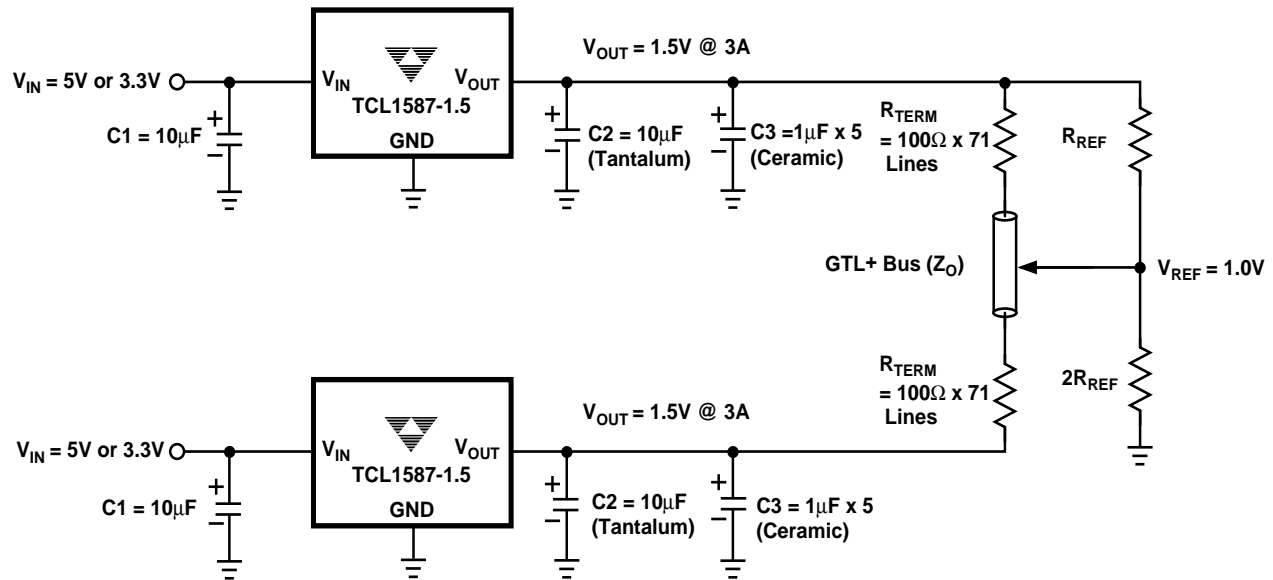 V_OUT = 1.5V @ 3A
V_IN = 5V or 3.3V
V_IN
V_OUT
TCL1587-1.5
GND
+
C1 = 10μF
−
+
C2 = 10μF
−
(Tantalum)
+
C3 =1μF x 5
−
(Ceramic)
R_TERM
= 100Ω x 71
Lines
R_REF
GTL+ Bus (Z_O)
V_REF = 1.0V
R_TERM
= 100Ω x 71
Lines
2R_REF
V_OUT = 1.5V @ 3A
V_IN = 5V or 3.3V
V_IN
V_OUT
TCL1587-1.5
GND
+
C1 = 10μF
−
+
C2 = 10μF
−
(Tantalum)
+
C3 = 1μF x 5
−
(Ceramic)